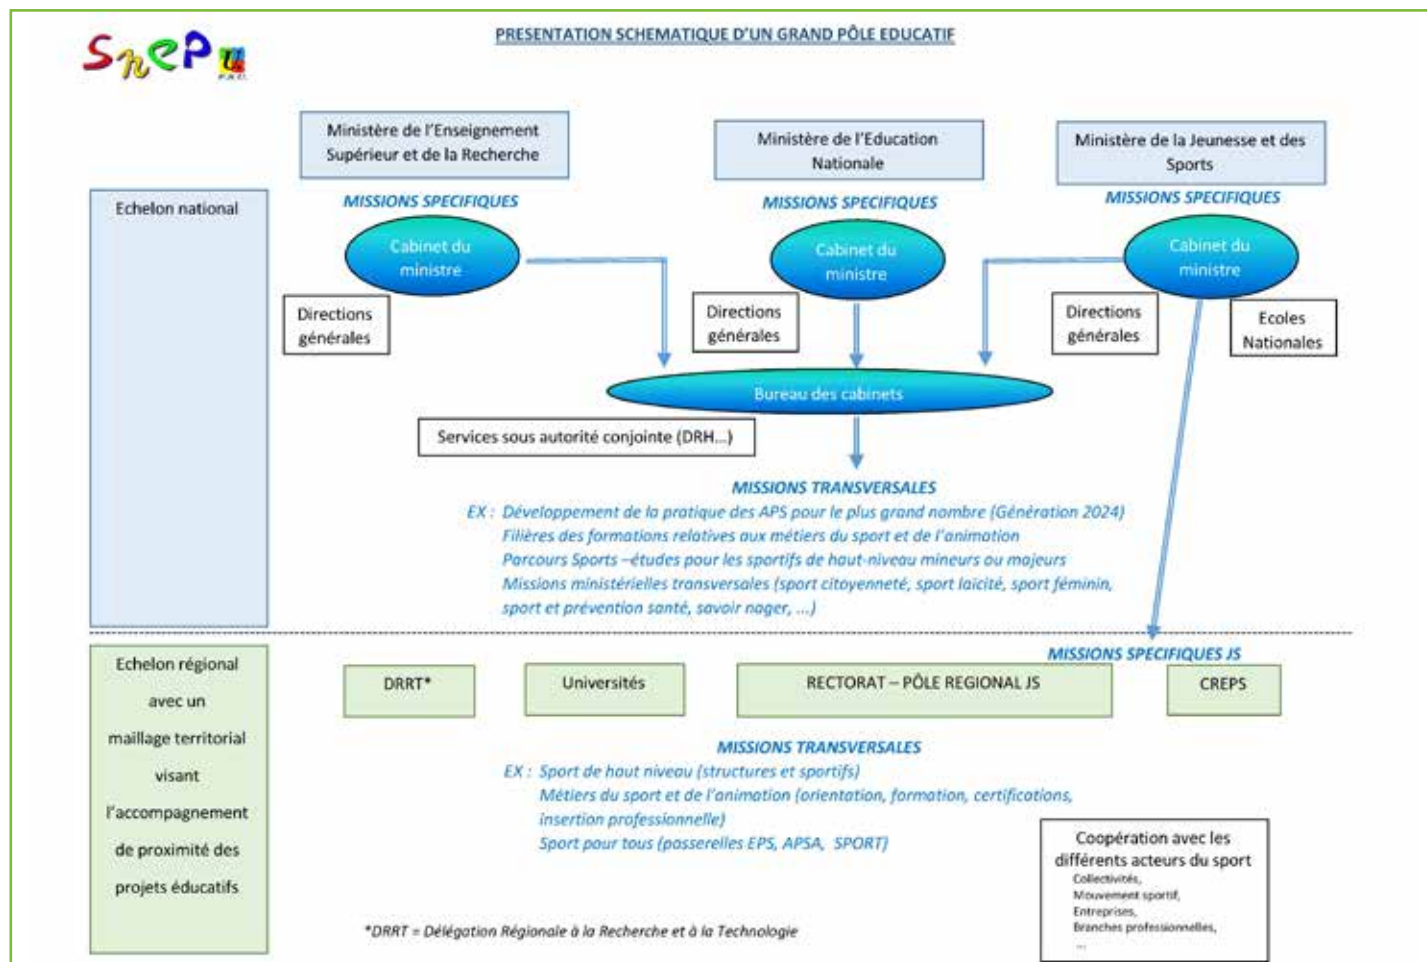 PRESENTATION SCHEMATIQUE D'UN GRAND PÔLE EDUCATIF
SnePu
F.S.U.
Ministère de l'Enseignement
Supérieur et de la Recherche
Ministère de l'Education
Nationale
Ministère de la Jeunesse et des
Sports
Echelon national
MISSIONS SPECIFIQUES
MISSIONS SPECIFIQUES
MISSIONS SPECIFIQUES
Cabinet du
ministre
Cabinet du
ministre
Cabinet du
ministre
Directions
générales
Directions
générales
Directions
générales
Ecoles
Nationales
Bureau des cabinets
Services sous autorité conjointe (DRH...)
MISSIONS TRANSVERSALES
EX : Développement de la pratique des APS pour le plus grand nombre (Génération 2024)
Filières des formations relatives aux métiers du sport et de l'animation
Parcours Sports –études pour les sportifs de haut-niveau mineurs ou majeurs
Missions ministérielles transversales (sport citoyenneté, sport laïcité, sport féminin,
sport et prévention santé, savoir nager, ...)
Echelon régional
avec un
maillage territorial
visant
l'accompagnement
de proximité des
projets éducatifs
MISSIONS SPECIFIQUES JS
DRRT*
Universités
RECTORAT – PÔLE REGIONAL JS
CREPS
MISSIONS TRANSVERSALES
EX : Sport de haut niveau (structures et sportifs)
Métiers du sport et de l'animation (orientation, formation, certifications,
insertion professionnelle)
Sport pour tous (passerelles EPS, APSA, SPORT)
Coopération avec les
différents acteurs du sport
Collectivités,
Mouvement sportif,
Entreprises,
Branches professionnelles,
...
*DRRT = Délégation Régionale à la Recherche et à la Technologie